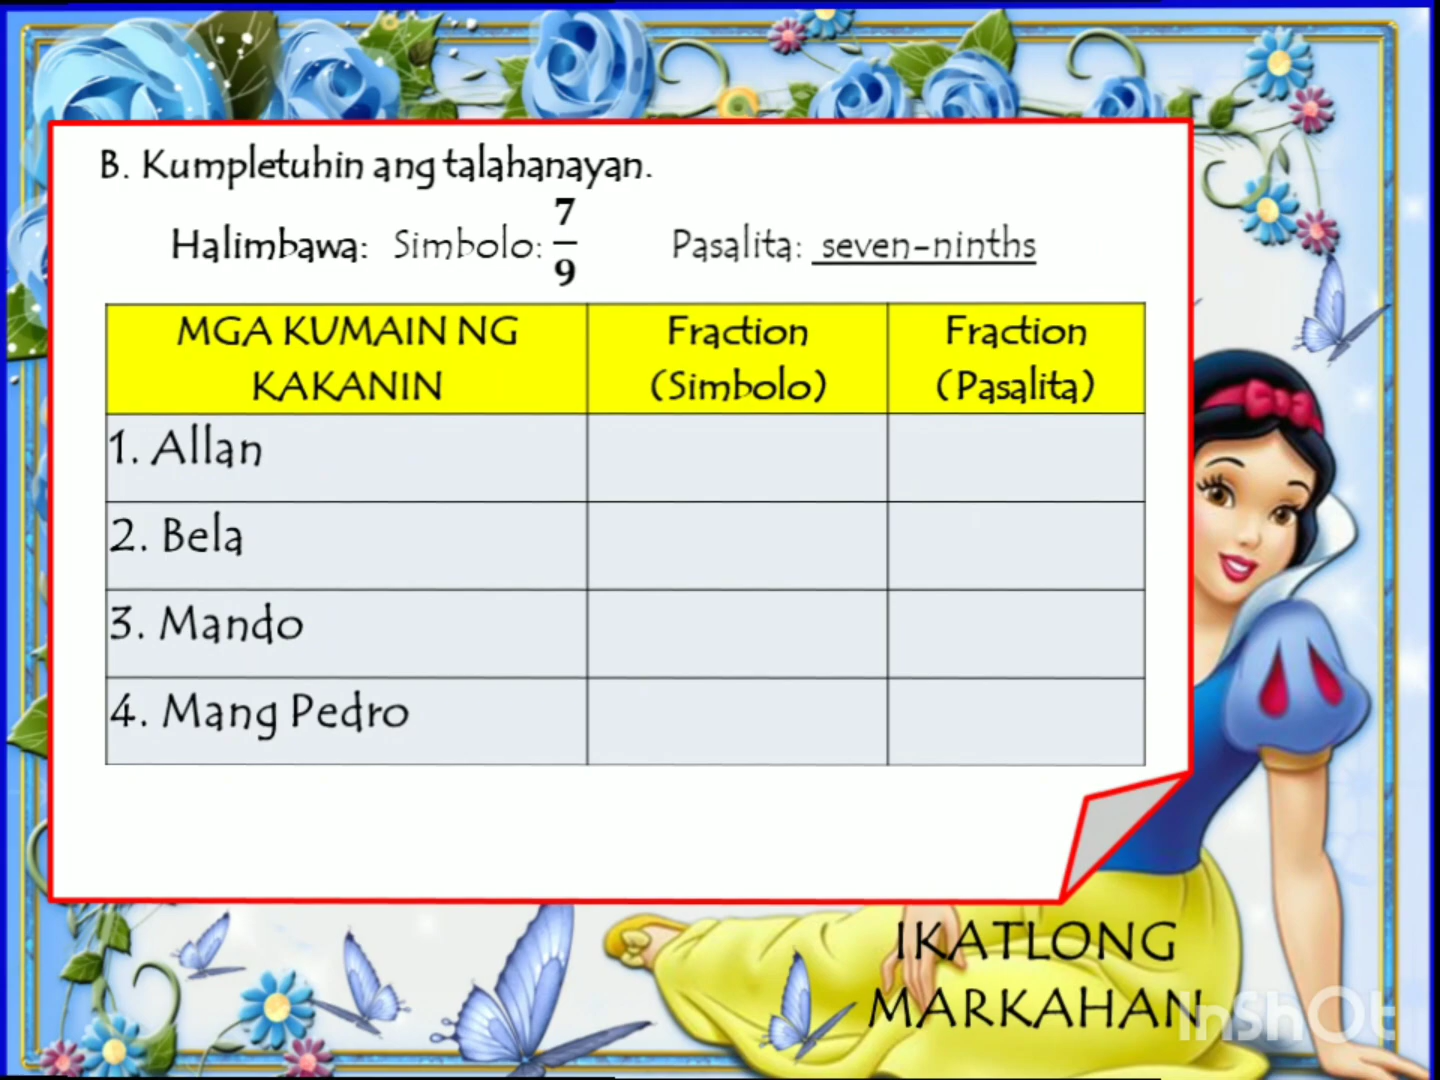 B. Kumpletuhin ang talahanayan.
Halimbawa: Simbolo: 7/9 Pasalita: seven-ninths
MGA KUMAIN NG KAKANIN
Fraction (Simbolo)
Fraction (Pasalita)
1. Allan
2. Bela
3. Mando
4. Mang Pedro
IKATLONG
MARKAHAN
InShOt